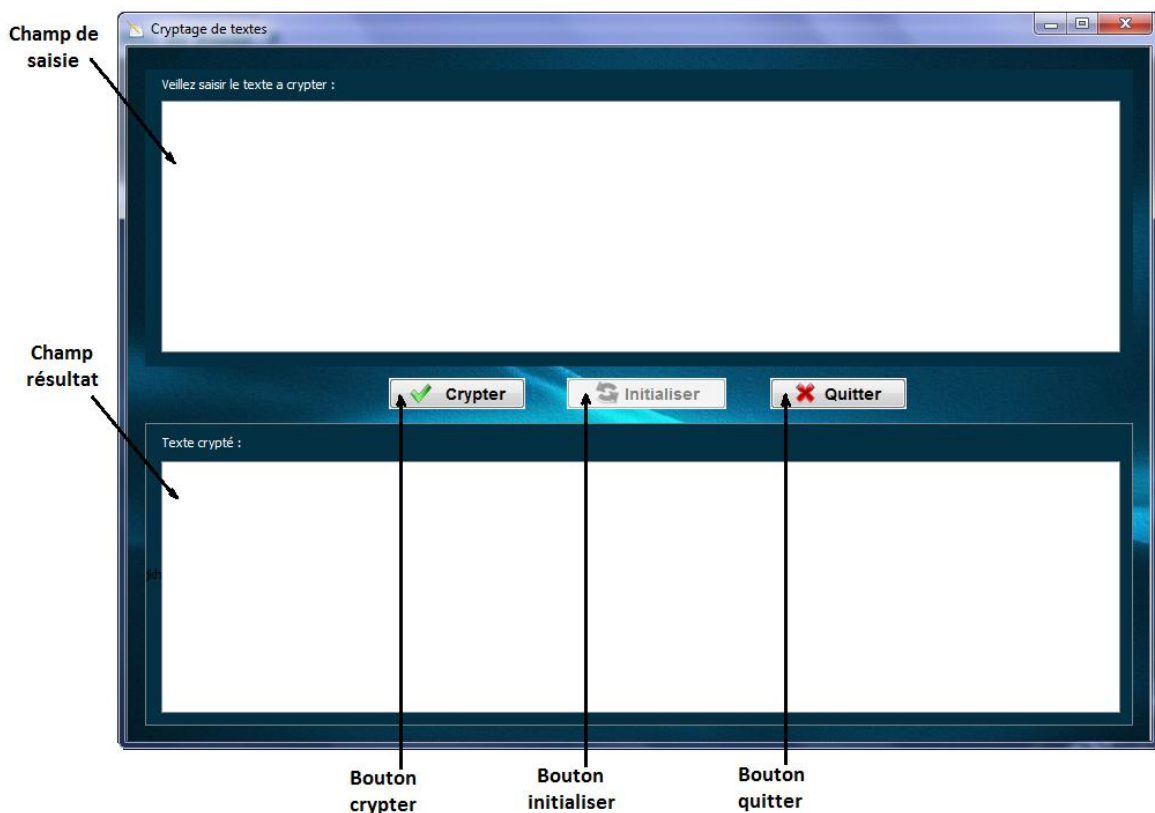 Cryptage de textes
Champ de
saisie
Veillez saisir le texte a crypter :
Champ
résultat
Crypter
Initialiser
Quitter
Texte crypté :
Bouton
crypter
Bouton
initialiser
Bouton
quitter